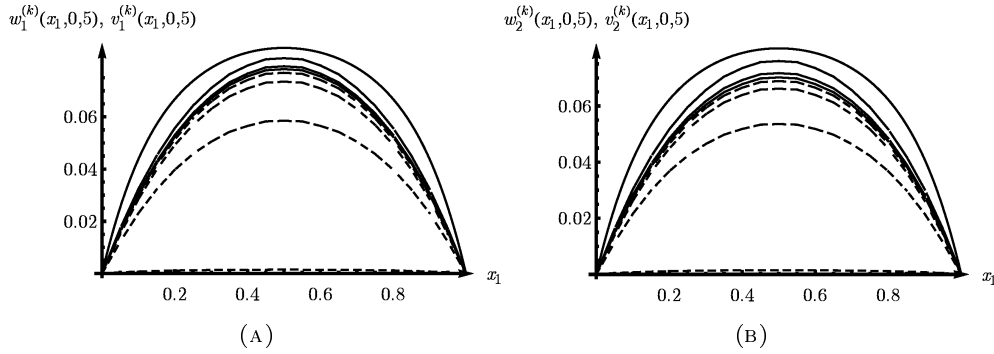 w₁⁽ᵏ⁾(x₁,0,5), v₁⁽ᵏ⁾(x₁,0,5)
0.06
0.04
0.02
0.2 0.4 0.6 0.8
x₁
(A)
w₂⁽ᵏ⁾(x₁,0,5), v₂⁽ᵏ⁾(x₁,0,5)
0.06
0.04
0.02
0.2 0.4 0.6 0.8
x₁
(B)